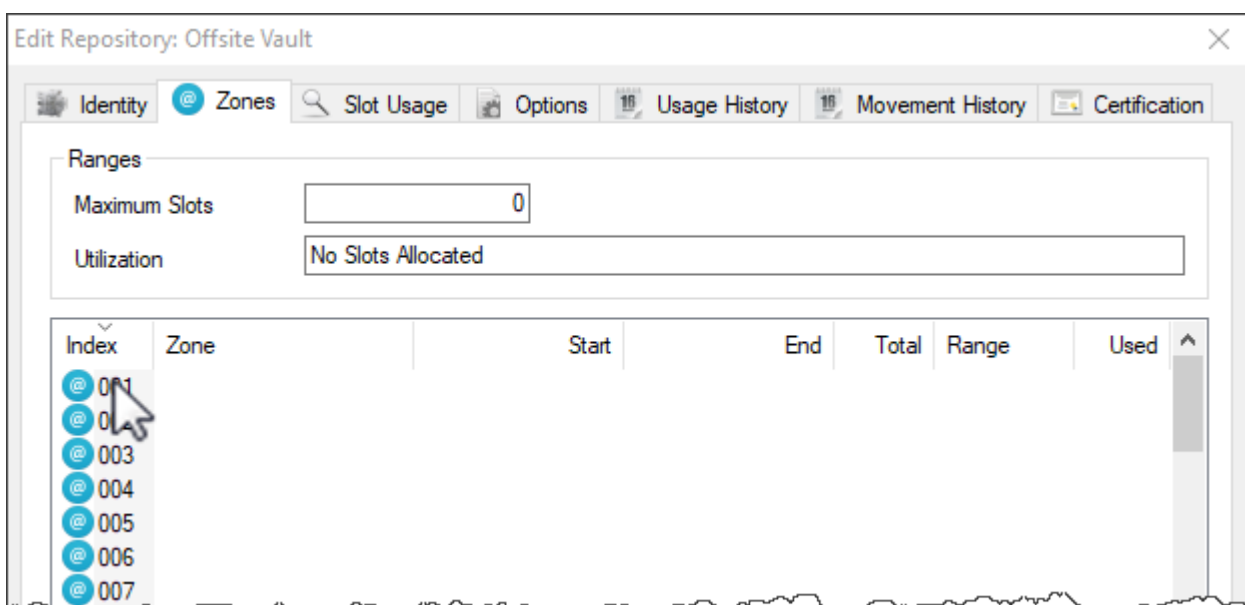 Edit Repository: Offsite Vault
Identity Zones Slot Usage Options Usage History Movement History Certification
Ranges
Maximum Slots 0
Utilization No Slots Allocated
Index Zone Start End Total Range Used
003
004
005
006
007